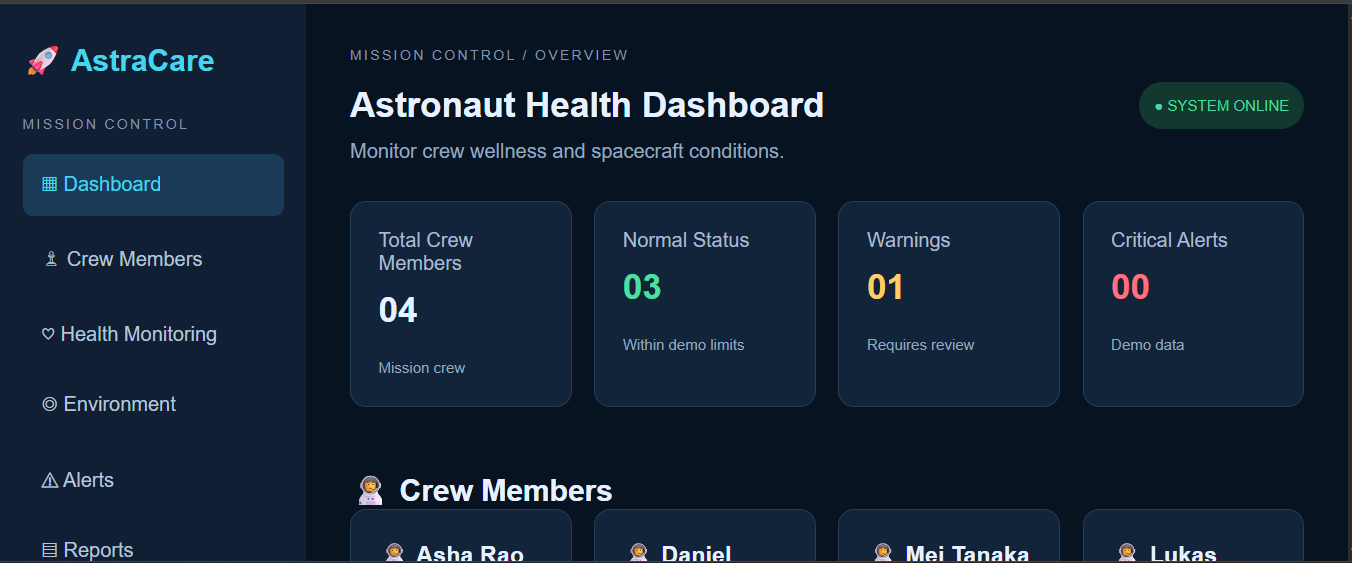 AstraCare
MISSION CONTROL
Dashboard
Crew Members
Health Monitoring
Environment
Alerts
Reports
MISSION CONTROL / OVERVIEW
Astronaut Health Dashboard
Monitor crew wellness and spacecraft conditions.
● SYSTEM ONLINE
Total Crew
Members
04
Mission crew
Normal Status
03
Within demo limits
Warnings
01
Requires review
Critical Alerts
00
Demo data
Crew Members
Asha Rao
Daniel
Mei Tanaka
Lukas